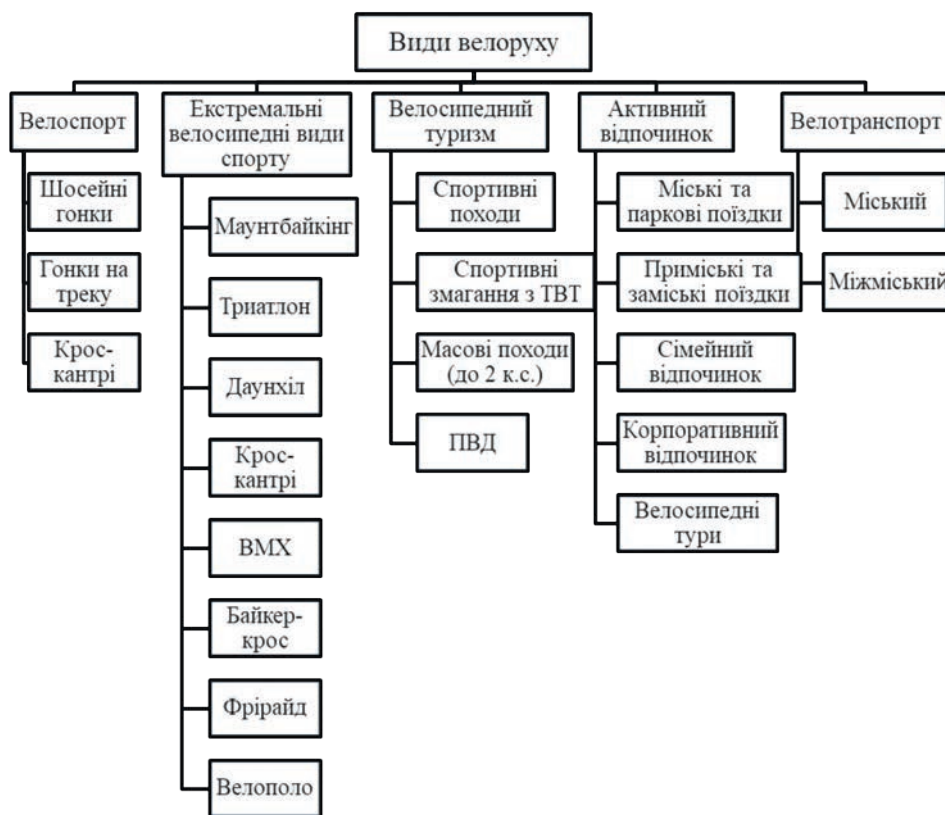 Види велоруху
Велоспорт
Шосейні
гонки
Гонки на
треку
Крос-
кантрі
Екстремальні
велосипедні види
спорту
Маунтбайкінг
Триатлон
Даунхіл
Крос-
кантрі
ВМХ
Байкер-
крос
Фрірайд
Велополо
Велосипедний
туризм
Спортивні
походи
Спортивні
змагання з ТВТ
Масові походи
(до 2 к.с.)
ПВД
Активний
відпочинок
Міські та
паркові поїздки
Приміські та
заміські поїздки
Сімейний
відпочинок
Корпоративний
відпочинок
Велосипедні
тури
Велотранспорт
Міський
Міжміський